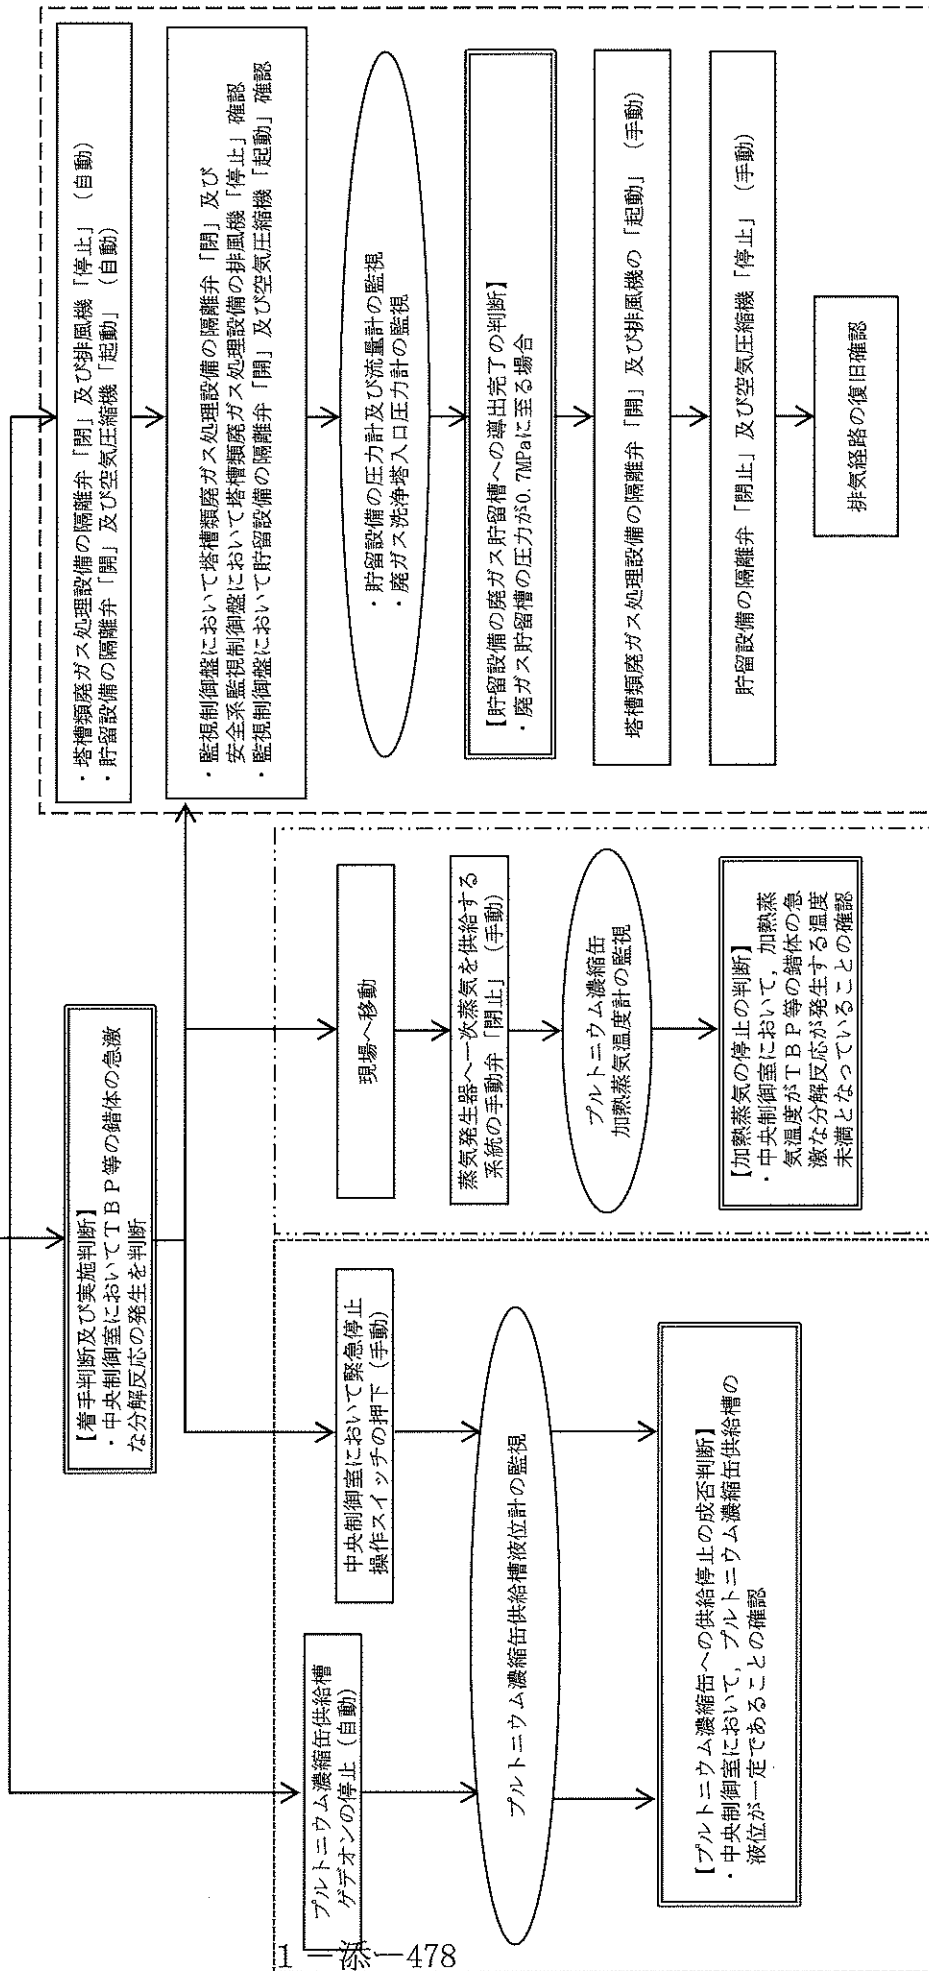 【着手判断及び実施判断】
・中央制御室においてＴＢＰ等の錯体の急激
な分解反応の発生を判断
プルトニウム濃縮缶供給槽
ゲデオンの停止（自動）
中央制御室において緊急停止
操作スイッチの押下（手動）
プルトニウム濃縮缶供給槽液位計の監視
【プルトニウム濃縮缶への供給停止の成否判断】
・中央制御室において，プルトニウム濃縮缶供給槽の
液位が一定であることの確認
現場へ移動
蒸気発生器へ一次蒸気を供給する
系統の手動弁「閉止」（手動）
プルトニウム濃縮缶
加熱蒸気温度計の監視
【加熱蒸気の停止の判断】
・中央制御室において，加熱蒸
気温度がＴＢＰ等の錯体の急
激な分解反応が発生する温度
未満となっていることの確認
・塔槽類廃ガス処理設備の隔離弁「閉」及び排風機「停止」（自動）
・貯留設備の隔離弁「開」及び空気圧縮機「起動」（自動）
・監視制御盤において塔槽類廃ガス処理設備の隔離弁「閉」及び
安全系監視制御盤において塔槽類廃ガス処理設備の排風機「停止」確認
・監視制御盤において貯留設備の隔離弁「開」及び空気圧縮機「起動」確認
・貯留設備の圧力計及び流量計の監視
・廃ガス洗浄塔入口圧力計の監視
【貯留設備の廃ガス貯留槽への導出完了の判断】
・廃ガス貯留槽の圧力が0.7MPaに至る場合
塔槽類廃ガス処理設備の隔離弁「開」及び排風機の「起動」（手動）
貯留設備の隔離弁「閉止」及び空気圧縮機「停止」（手動）
排気経路の復旧確認
1－添－478